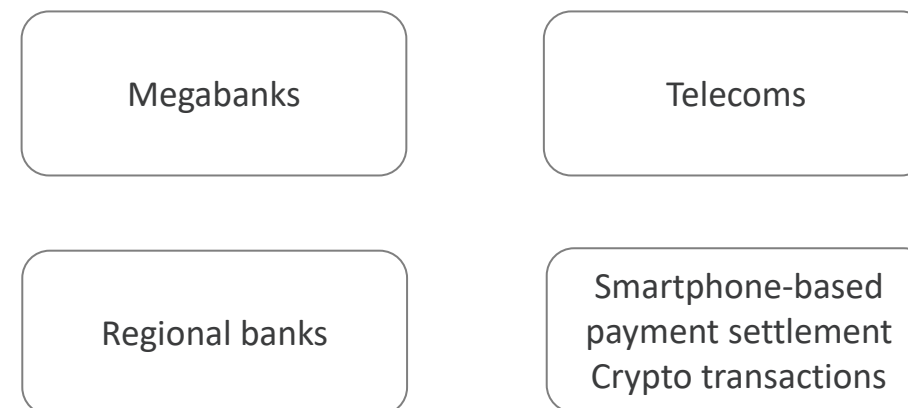 Megabanks
Telecoms
Regional banks
Smartphone-based
payment settlement
Crypto transactions